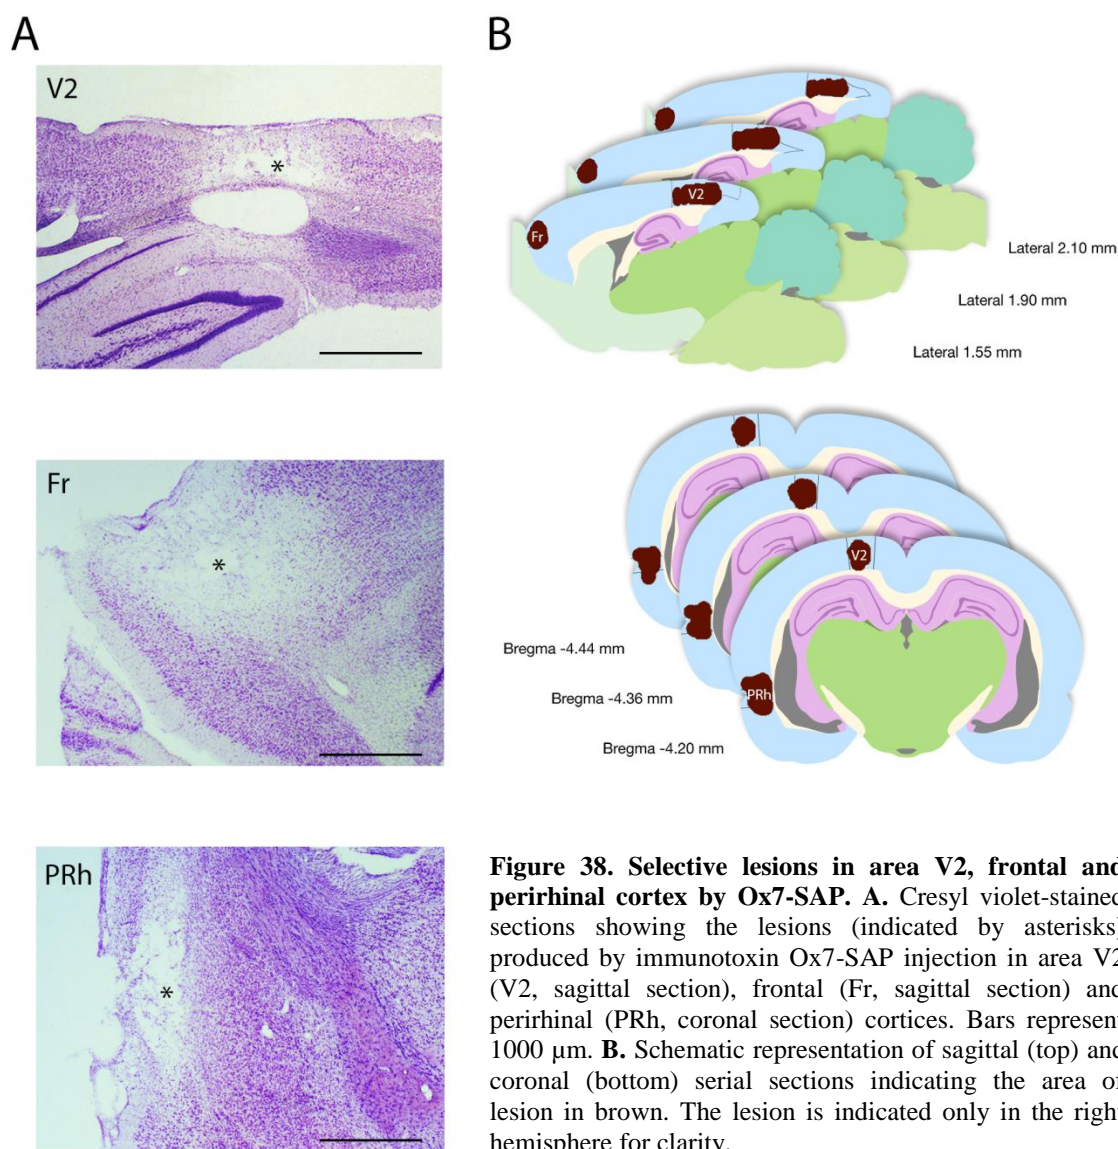 A
B
V2
V2
Fr
Lateral 2.10 mm
Lateral 1.90 mm
Lateral 1.55 mm
Fr
V2
PRh
Bregma -4.44 mm
Bregma -4.36 mm
Bregma -4.20 mm
PRh
Figure 38. Selective lesions in area V2, frontal and
perirhinal cortex by Ox7-SAP. A. Cresyl violet-stained
sections showing the lesions (indicated by asterisks)
produced by immunotoxin Ox7-SAP injection in area V2
(V2, sagittal section), frontal (Fr, sagittal section) and
perirhinal (PRh, coronal section) cortices. Bars represent
1000 µm. B. Schematic representation of sagittal (top) and
coronal (bottom) serial sections indicating the area of
lesion in brown. The lesion is indicated only in the right
hemisphere for clarity.